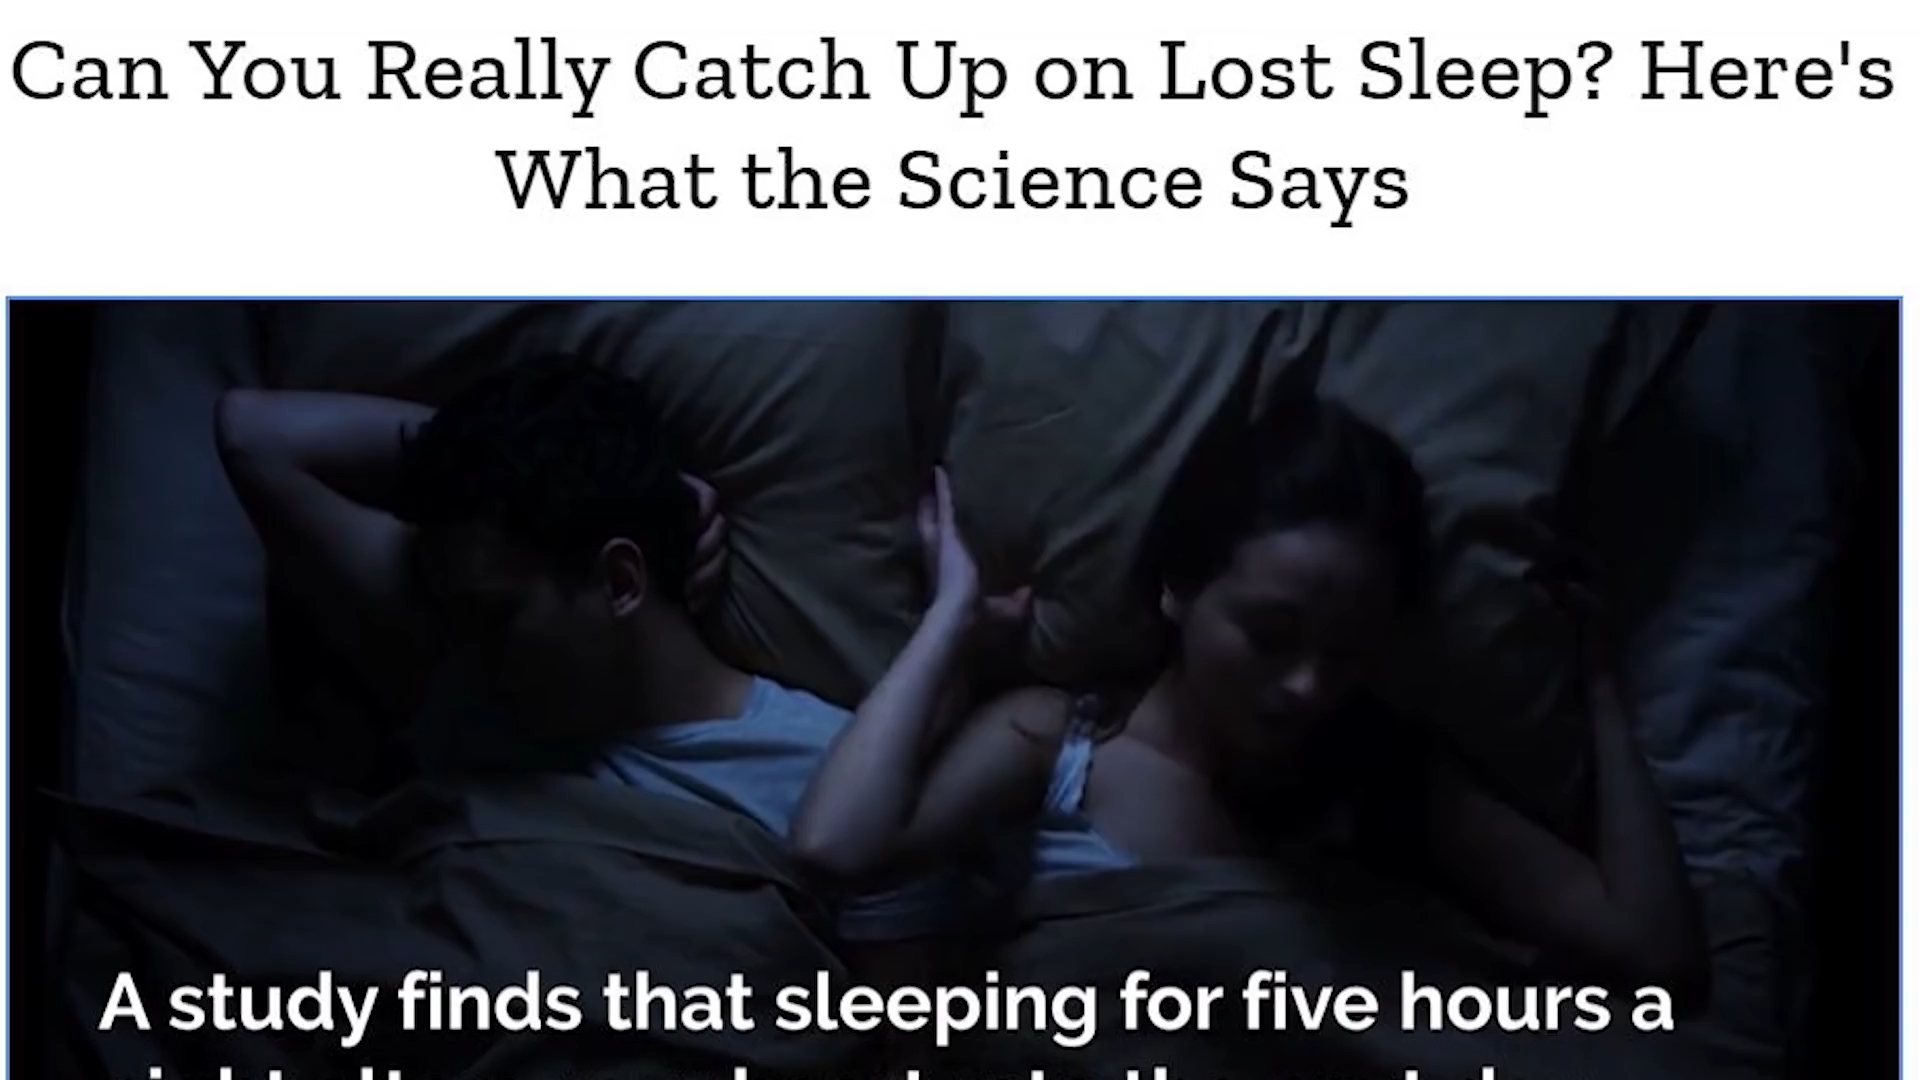 Can You Really Catch Up on Lost Sleep? Here's
What the Science Says
A study finds that sleeping for five hours a